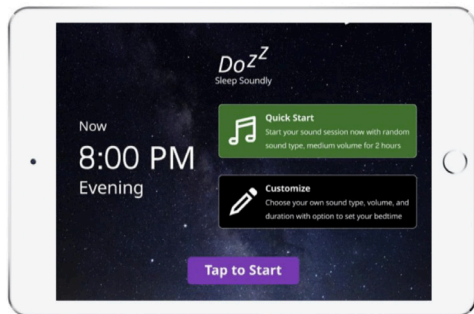 Dozz
Sleep Soundly
Now
8:00 PM
Evening
Quick Start
Start your sound session now with random
sound type, medium volume for 2 hours
Customize
Choose your own sound type, volume, and
duration with option to set your bedtime
Tap to Start